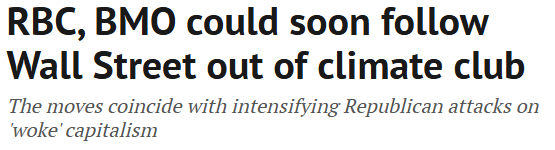 RBC, BMO could soon follow
Wall Street out of climate club
The moves coincide with intensifying Republican attacks on
'woke' capitalism